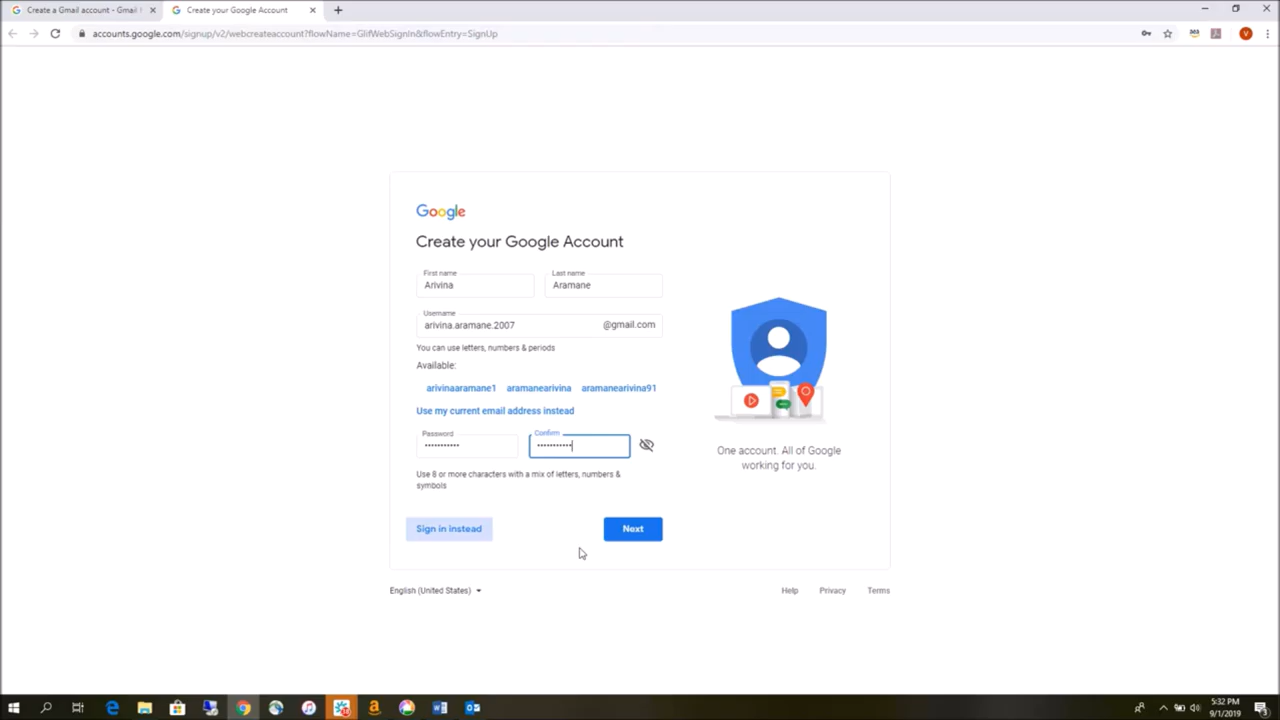 Create a Gmail account - Gmail
Create your Google Account
accounts.google.com/signup/v2/webcreateaccount?flowName=GlifWebSignIn&flowEntry=SignUp
V
Google
Create your Google Account
First name
Last name
Arivina
Aramane
Username
arivina.aramane.2007
@gmail.com
You can use letters, numbers & periods
Available:
arivinaaramane1 aramanearivina aramanearivina91
Use my current email address instead
Password
Confirm
•••••••••••
•••••••••••
Use 8 or more characters with a mix of letters, numbers &
symbols
Sign in instead
Next
One account. All of Google
working for you.
English (United States)
Help Privacy Terms
5:32 PM
9/1/2019